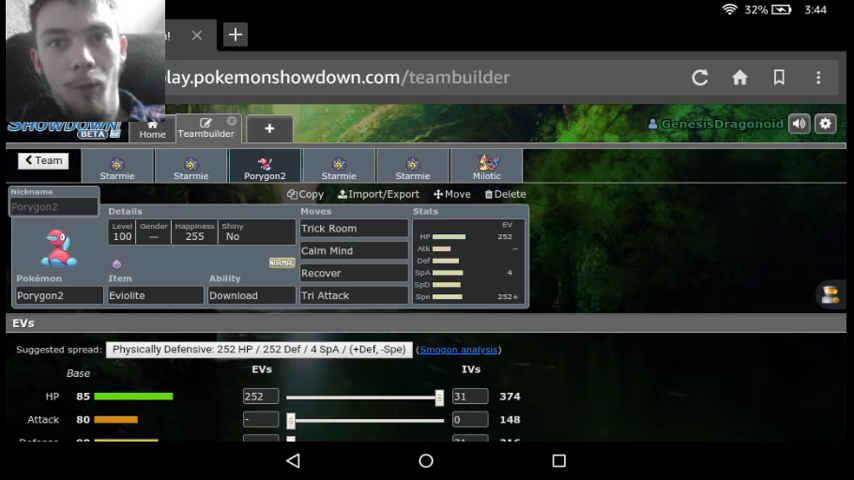 32% 3:44
!
lay.pokemonshowdown.com/teambuilder
SHOWDOWN
BETA
Home
Teambuilder
GenesisDragonoid
Team
Starmie Starmie Porygon2 Starmie Starmie Milotic
Copy Import/Export Move Delete
Nickname
Porygon2
Details Moves Stats
Level Gender Happiness Shiny
100 — 255 No
EV
Trick Room
Calm Mind
Recover
Tri Attack
HP 252
Atk –
Def
SpA 4
SpD
Spe 252+
NORMAL
Pokémon Item Ability
Porygon2 Eviolite Download
EVs
Suggested spread: Physically Defensive: 252 HP / 252 Def / 4 SpA / (+Def, -Spe) (Smogon analysis)
Base EVs IVs
HP 85 252 31 374
Attack 80 - 0 148